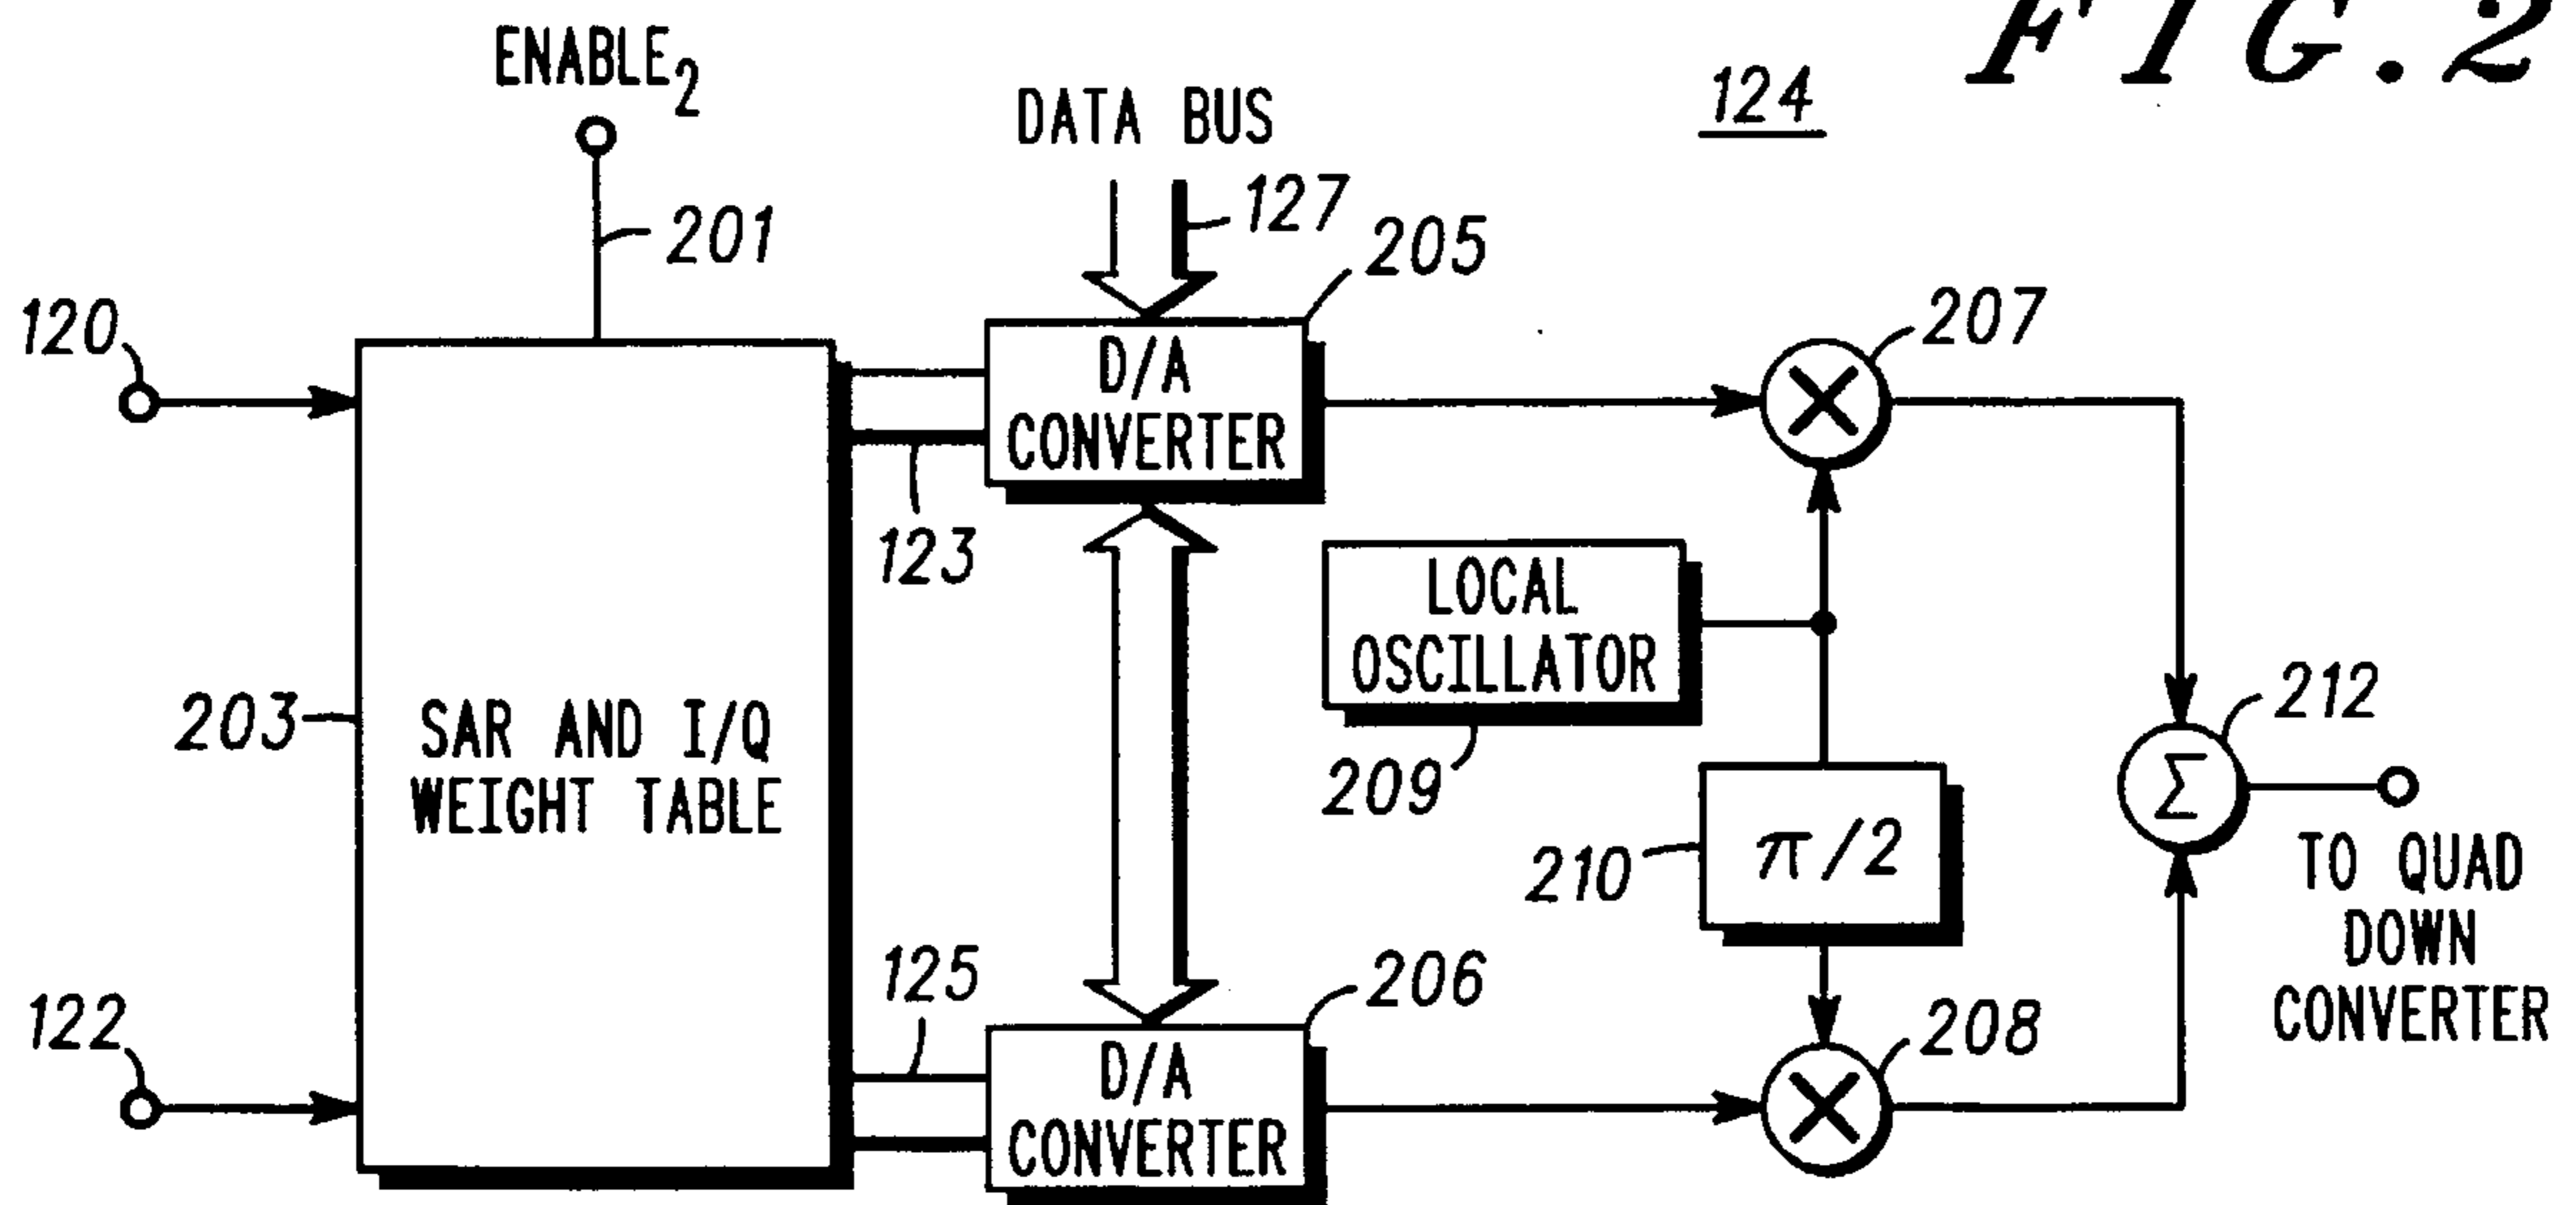 FIG.2
124
ENABLE2
201
DATA BUS
127
205
120
D/A
CONVERTER
207
123
LOCAL
OSCILLATOR
209
203
SAR AND I/Q
WEIGHT TABLE
212
Σ
210
π/2
TO QUAD
DOWN
CONVERTER
125
206
122
D/A
CONVERTER
208